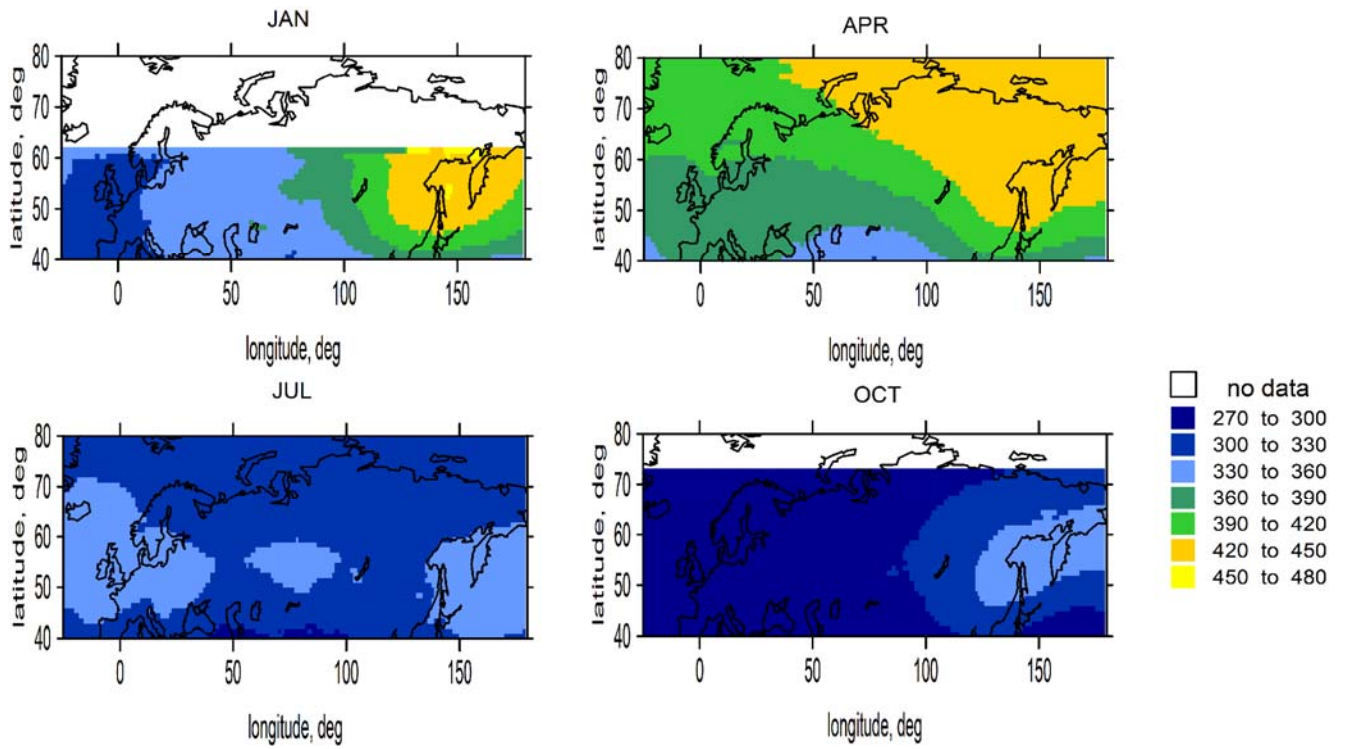 JAN
80
70
60
50
40
latitude, deg
0 50 100 150
longitude, deg
APR
80
70
60
50
40
latitude, deg
0 50 100 150
longitude, deg
JUL
80
70
60
50
40
latitude, deg
0 50 100 150
longitude, deg
OCT
80
70
60
50
40
latitude, deg
0 50 100 150
longitude, deg
no data
270 to 300
300 to 330
330 to 360
360 to 390
390 to 420
420 to 450
450 to 480